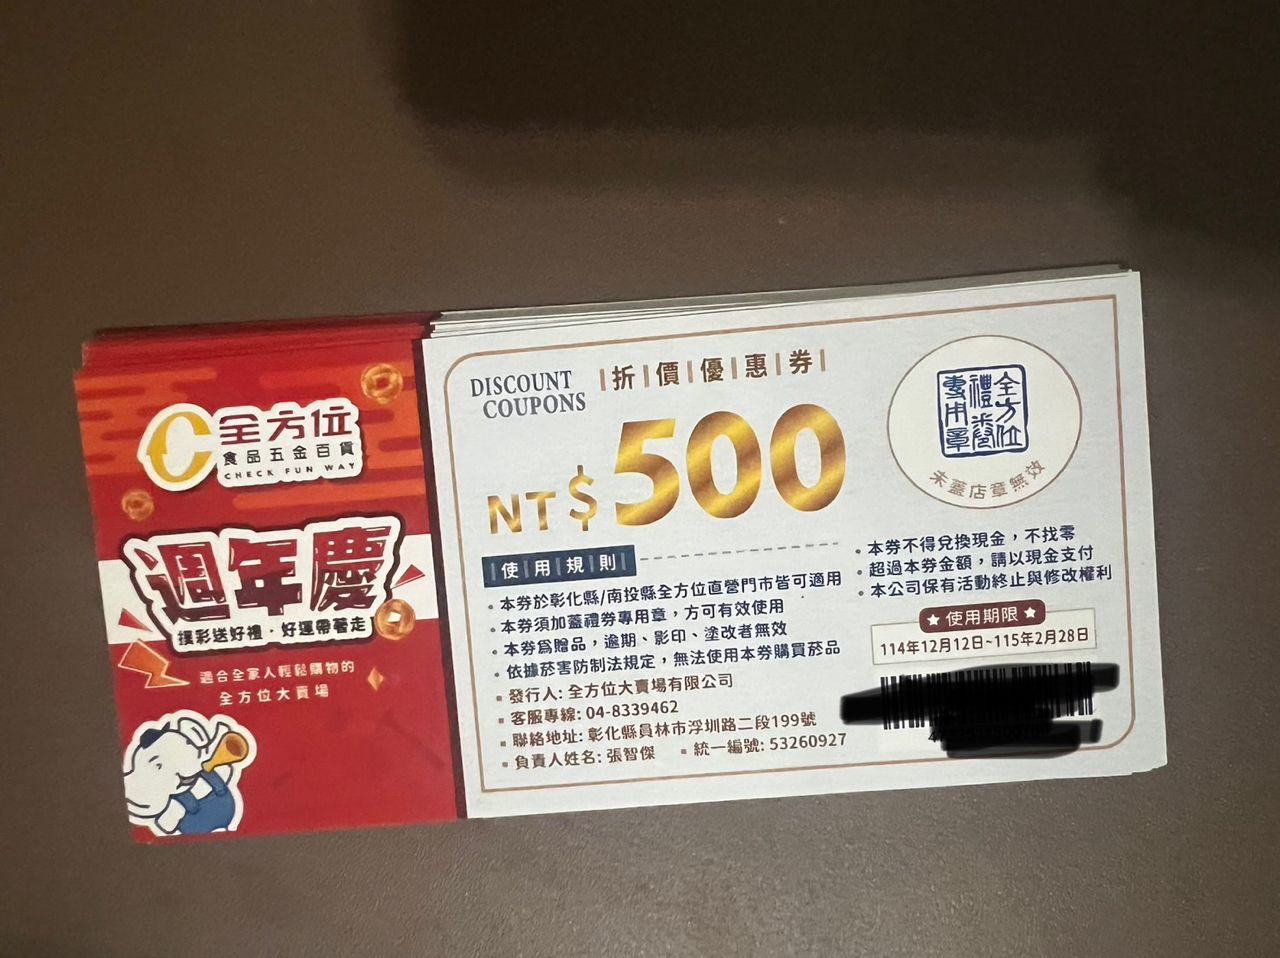 全方位
食品五金百貨
CHECK FUN WAY
週年慶
摸彩送好禮·好運帶著走
適合全家人輕鬆購物的
全方位大賣場
DISCOUNT
COUPONS
折價優惠券
NT$500
使用規則
本券於彰化縣/南投縣全方位直營門市皆可適用
本券須加蓋禮券專用章，方可有效使用
本券為贈品，逾期、影印、塗改者無效
依據菸害防制法規定，無法使用本券購買菸品
發行人: 全方位大賣場有限公司
客服專線: 04-8339462
聯絡地址: 彰化縣員林市浮圳路二段199號
負責人姓名: 張智傑 統一編號: 53260927
全方位
禮券
專用章
未蓋店章無效
本券不得兌換現金，不找零
超過本券金額，請以現金支付
本公司保有活動終止與修改權利
★ 使用期限 ★
114年12月12日~115年2月28日